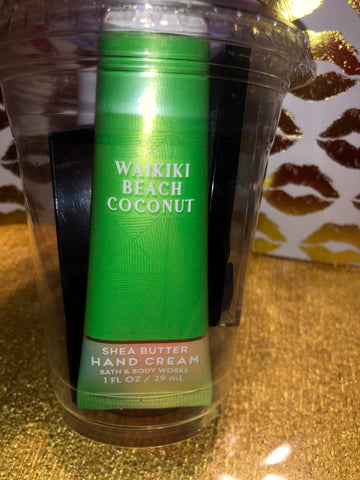 WAIKIKI
BEACH
COCONUT
SHEA BUTTER
HAND CREAM
BATH & BODY WORKS
1 FL OZ / 29 mL